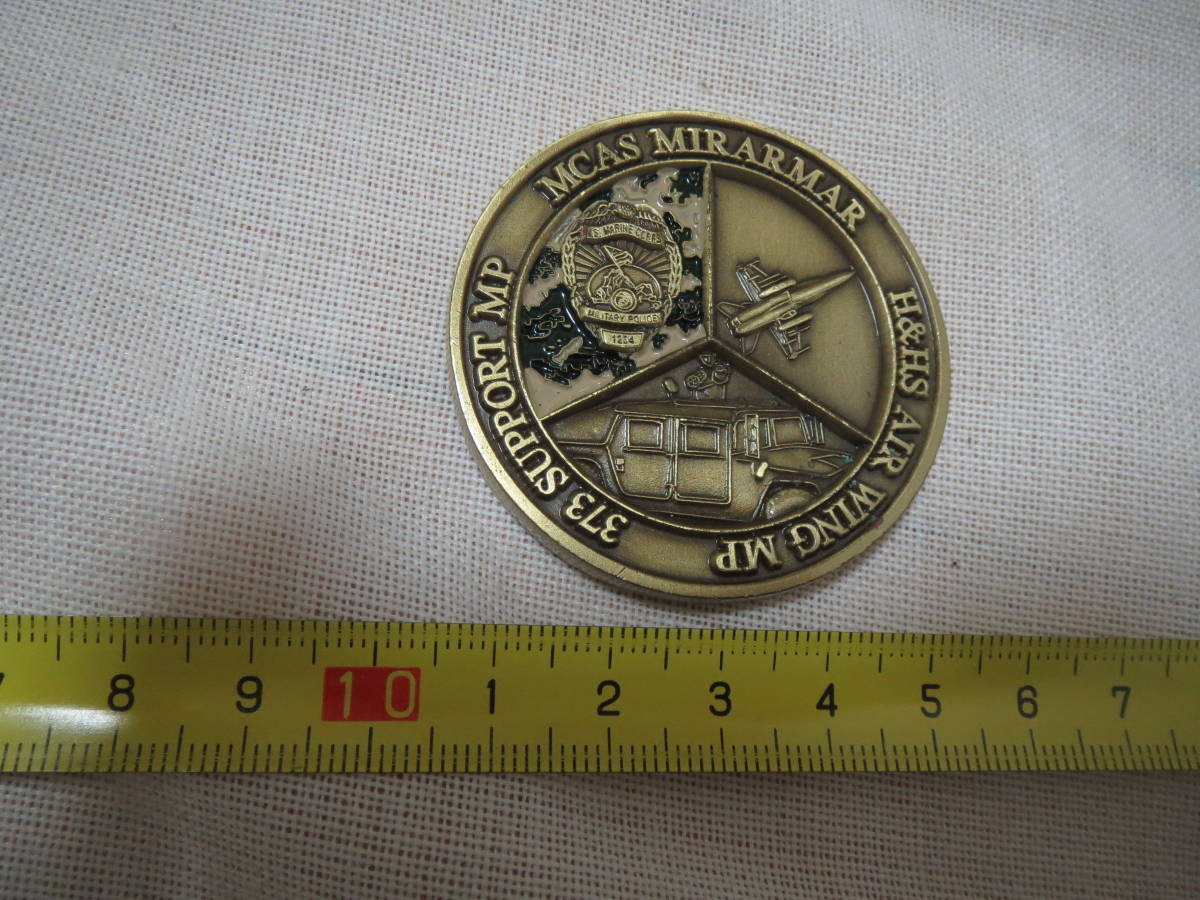 MCAS MIRARMAR
H&HS AIR WING MP
373 SUPPORT MP
U.S. MARINE CORPS
MILITARY POLICE
1234
7 8 9 10 1 2 3 4 5 6 7